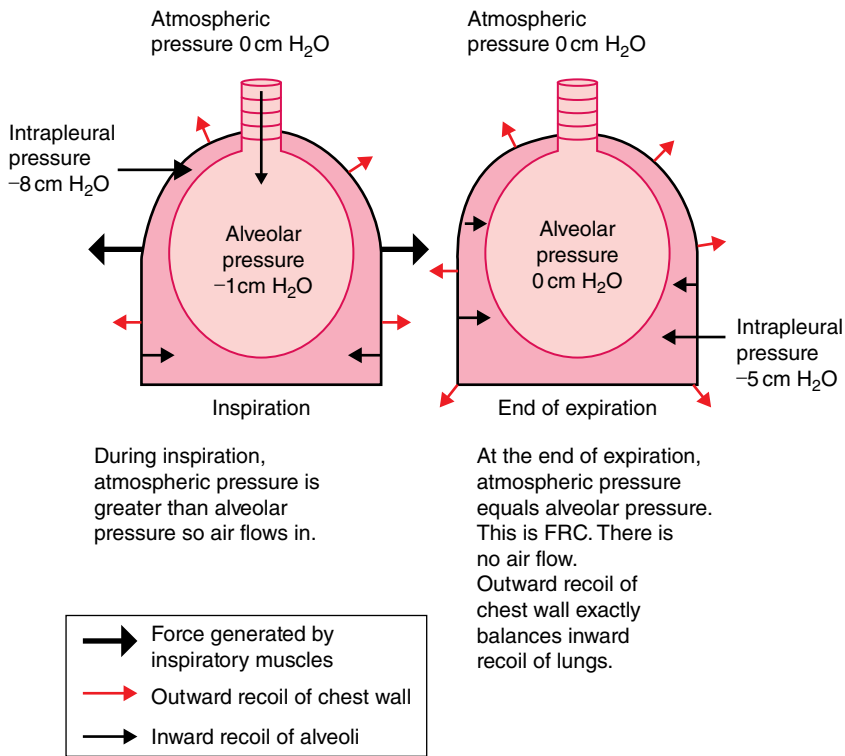 Atmospheric
pressure 0 cm H₂O
Atmospheric
pressure 0 cm H₂O
Intrapleural
pressure
–8 cm H₂O
Alveolar
pressure
–1cm H₂O
Alveolar
pressure
0 cm H₂O
Intrapleural
pressure
–5 cm H₂O
Inspiration
End of expiration
During inspiration,
atmospheric pressure is
greater than alveolar
pressure so air flows in.
At the end of expiration,
atmospheric pressure
equals alveolar pressure.
This is FRC. There is
no air flow.
Outward recoil of
chest wall exactly
balances inward
recoil of lungs.
Force generated by
inspiratory muscles
Outward recoil of chest wall
Inward recoil of alveoli